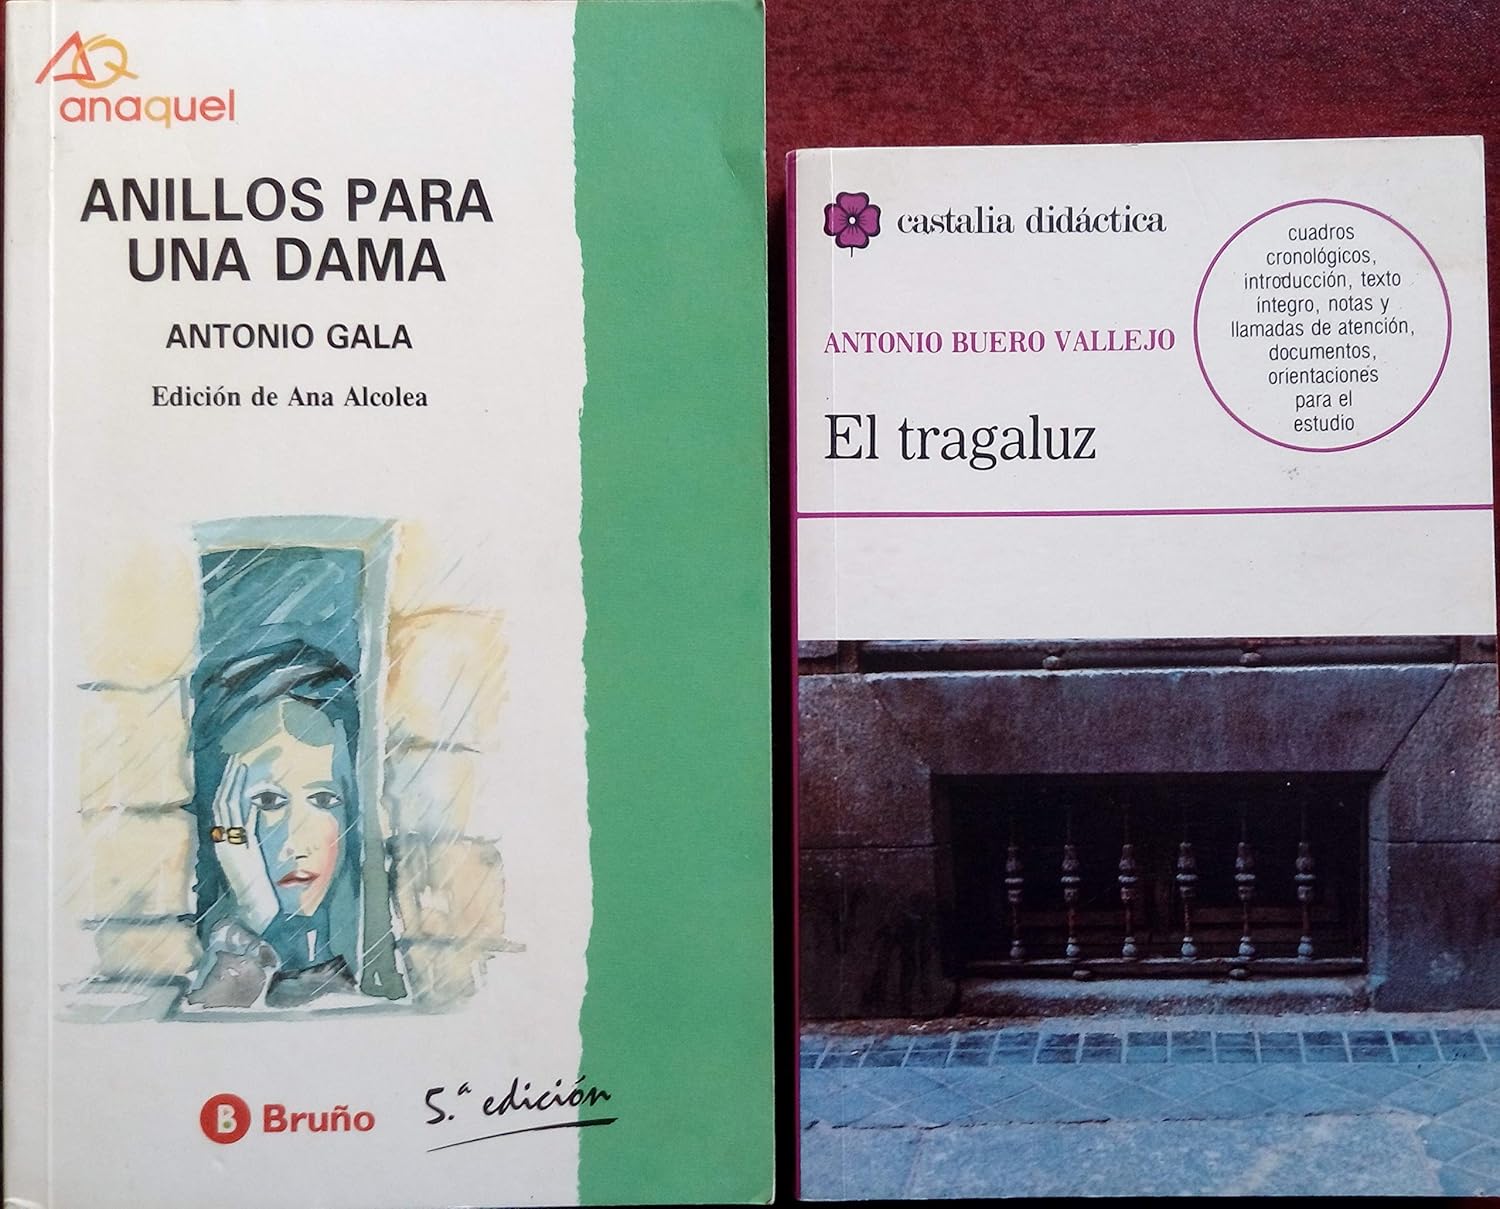 AQ
anaquel
ANILLOS PARA
UNA DAMA
ANTONIO GALA
Edición de Ana Alcolea
B
Bruño
5.ª edición
castalia didáctica
ANTONIO BUERO VALLEJO
El tragaluz
cuadros
cronológicos,
introducción, texto
íntegro, notas y
llamadas de atención,
documentos,
orientaciones
para el
estudio